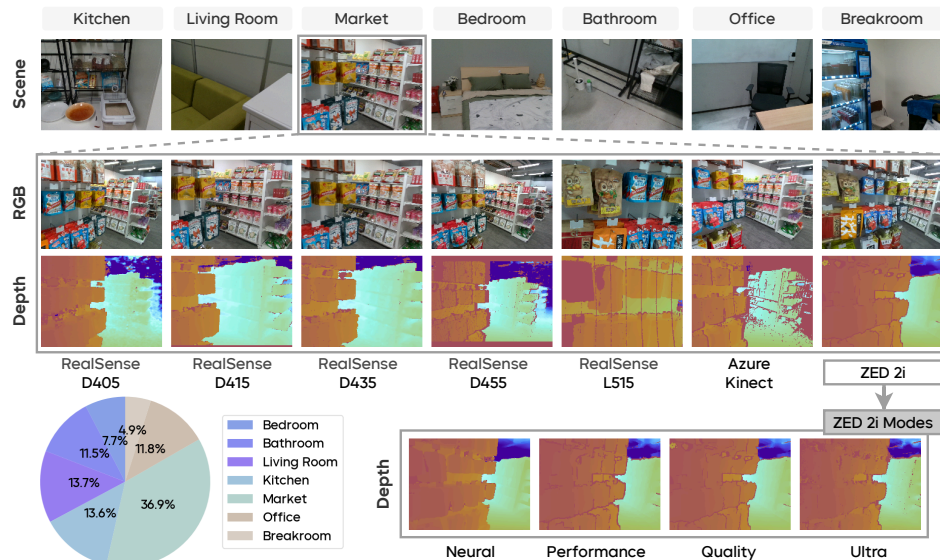 Kitchen
Living Room
Market
Bedroom
Bathroom
Office
Breakroom
Scene
RGB
Depth
RealSense
D405
RealSense
D415
RealSense
D435
RealSense
D455
RealSense
L515
Azure
Kinect
ZED 2i
ZED 2i Modes
4.9%
7.7%
11.8%
11.5%
13.7%
36.9%
13.6%
Bedroom
Bathroom
Living Room
Kitchen
Market
Office
Breakroom
Depth
Neural
Performance
Quality
Ultra